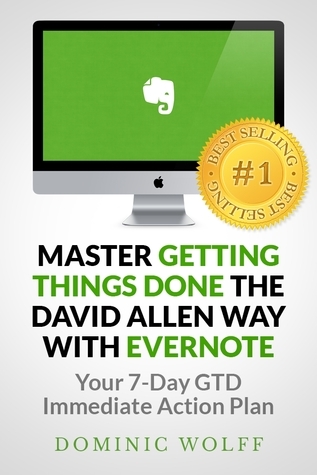 BEST SELLING
#1
BEST SELLING
MASTER GETTING
THINGS DONE THE
DAVID ALLEN WAY
WITH EVERNOTE
Your 7-Day GTD
Immediate Action Plan
DOMINIC WOLFF